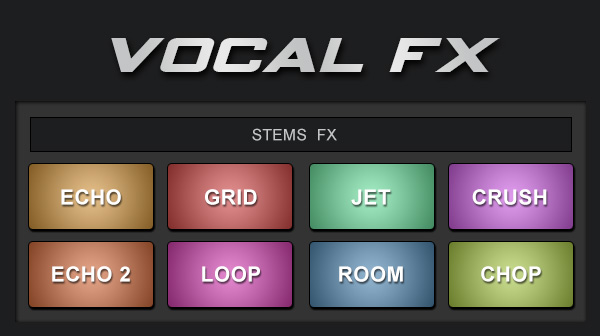 VOCAL FX
STEMS FX
ECHO GRID JET CRUSH
ECHO 2 LOOP ROOM CHOP